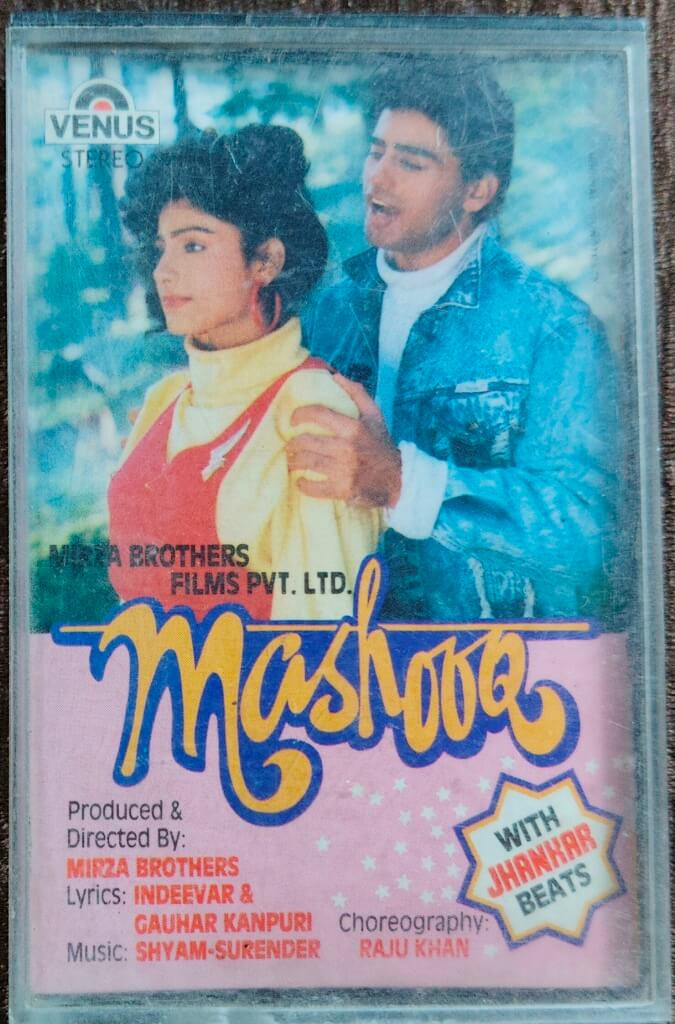 VENUS
STEREO
MIRZA BROTHERS
FILMS PVT. LTD.
Mashooq
Produced &
Directed By:
MIRZA BROTHERS
Lyrics: INDEEVAR &
GAUHAR KANPURI
Music: SHYAM-SURENDER
Choreography:
RAJU KHAN
WITH
JHANKAR
BEATS